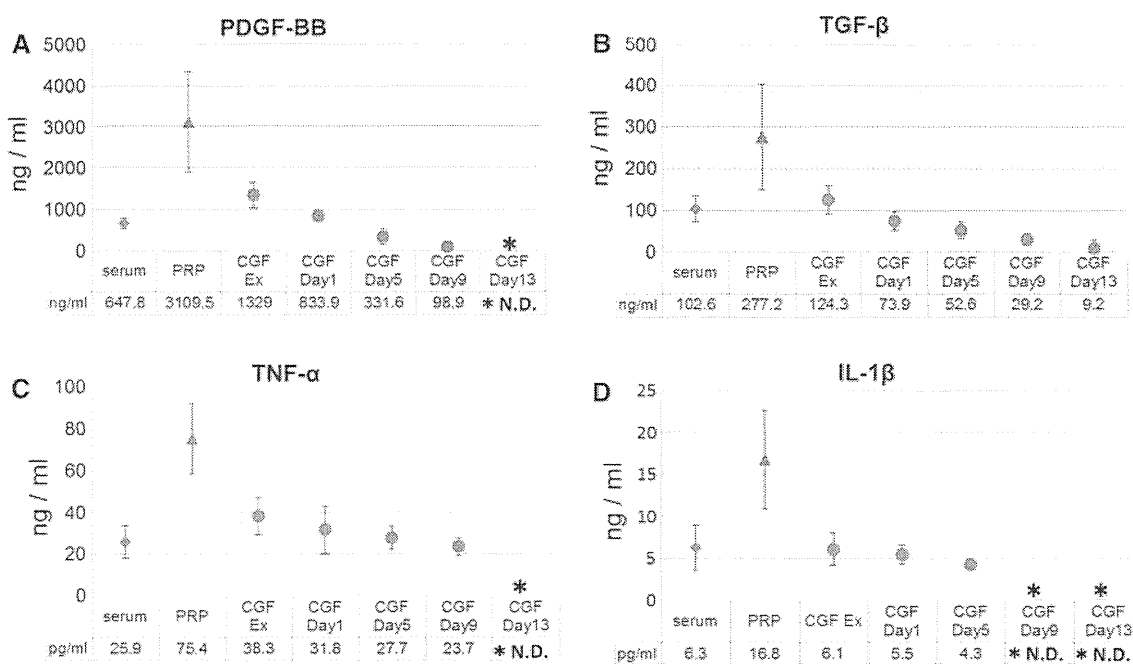 A PDGF-BB
5000
4000
3000
2000
1000
0
ng / ml
serum PRP CGF Ex CGF Day1 CGF Day5 CGF Day9 * CGF Day13
ng/ml 647.8 3109.5 1329 833.9 331.6 98.9 * N.D.
B TGF-β
500
400
300
200
100
0
ng / ml
serum PRP CGF Ex CGF Day1 CGF Day5 CGF Day9 CGF Day13
ng/ml 102.6 277.2 124.3 73.9 52.6 29.2 9.2
C TNF-α
100
80
60
40
20
0
ng / ml
serum PRP CGF Ex CGF Day1 CGF Day5 CGF Day9 * CGF Day13
pg/ml 25.9 75.4 38.3 31.8 27.7 23.7 * N.D.
D IL-1β
25
20
15
10
5
0
ng / ml
serum PRP CGF Ex CGF Day1 CGF Day5 * CGF Day9 * CGF Day13
pg/ml 6.3 16.8 6.1 5.5 4.3 * N.D. * N.D.